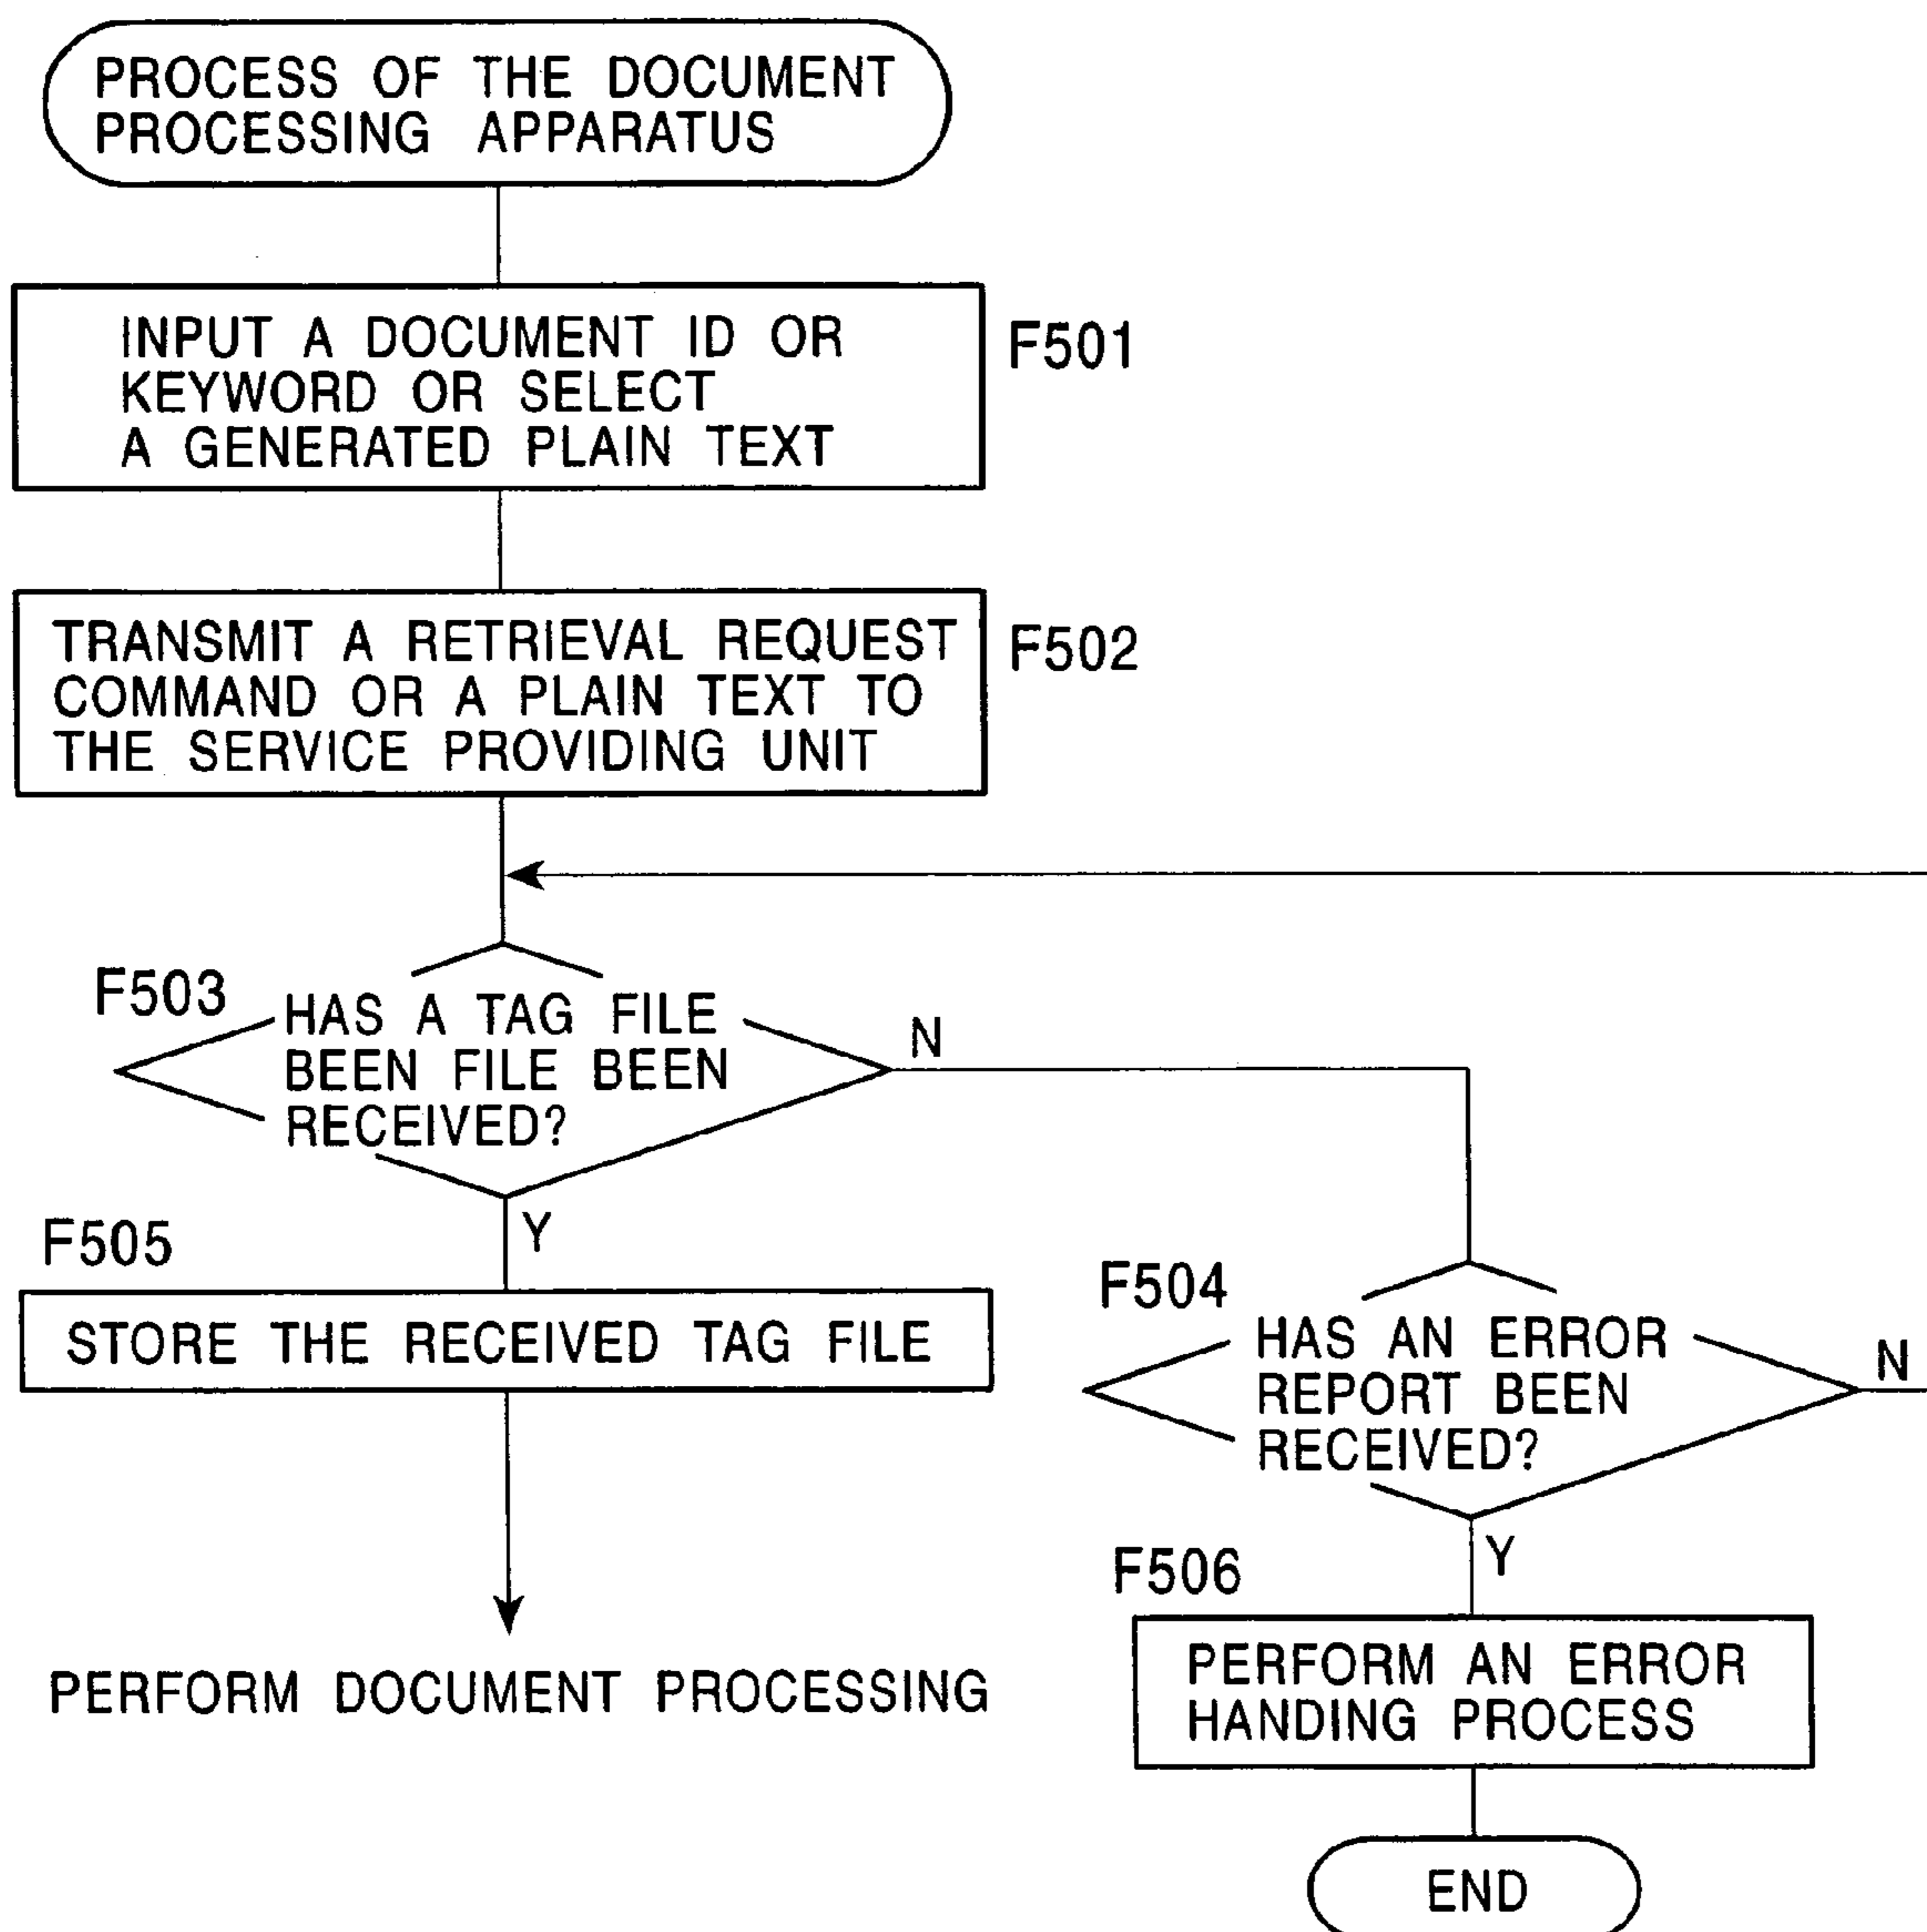 PROCESS OF THE DOCUMENT
PROCESSING APPARATUS
INPUT A DOCUMENT ID OR
KEYWORD OR SELECT
A GENERATED PLAIN TEXT
F501
TRANSMIT A RETRIEVAL REQUEST
COMMAND OR A PLAIN TEXT TO
THE SERVICE PROVIDING UNIT
F502
F503
HAS A TAG FILE
BEEN FILE BEEN
RECEIVED?
N
Y
F505
STORE THE RECEIVED TAG FILE
PERFORM DOCUMENT PROCESSING
F504
HAS AN ERROR
REPORT BEEN
RECEIVED?
N
Y
F506
PERFORM AN ERROR
HANDING PROCESS
END